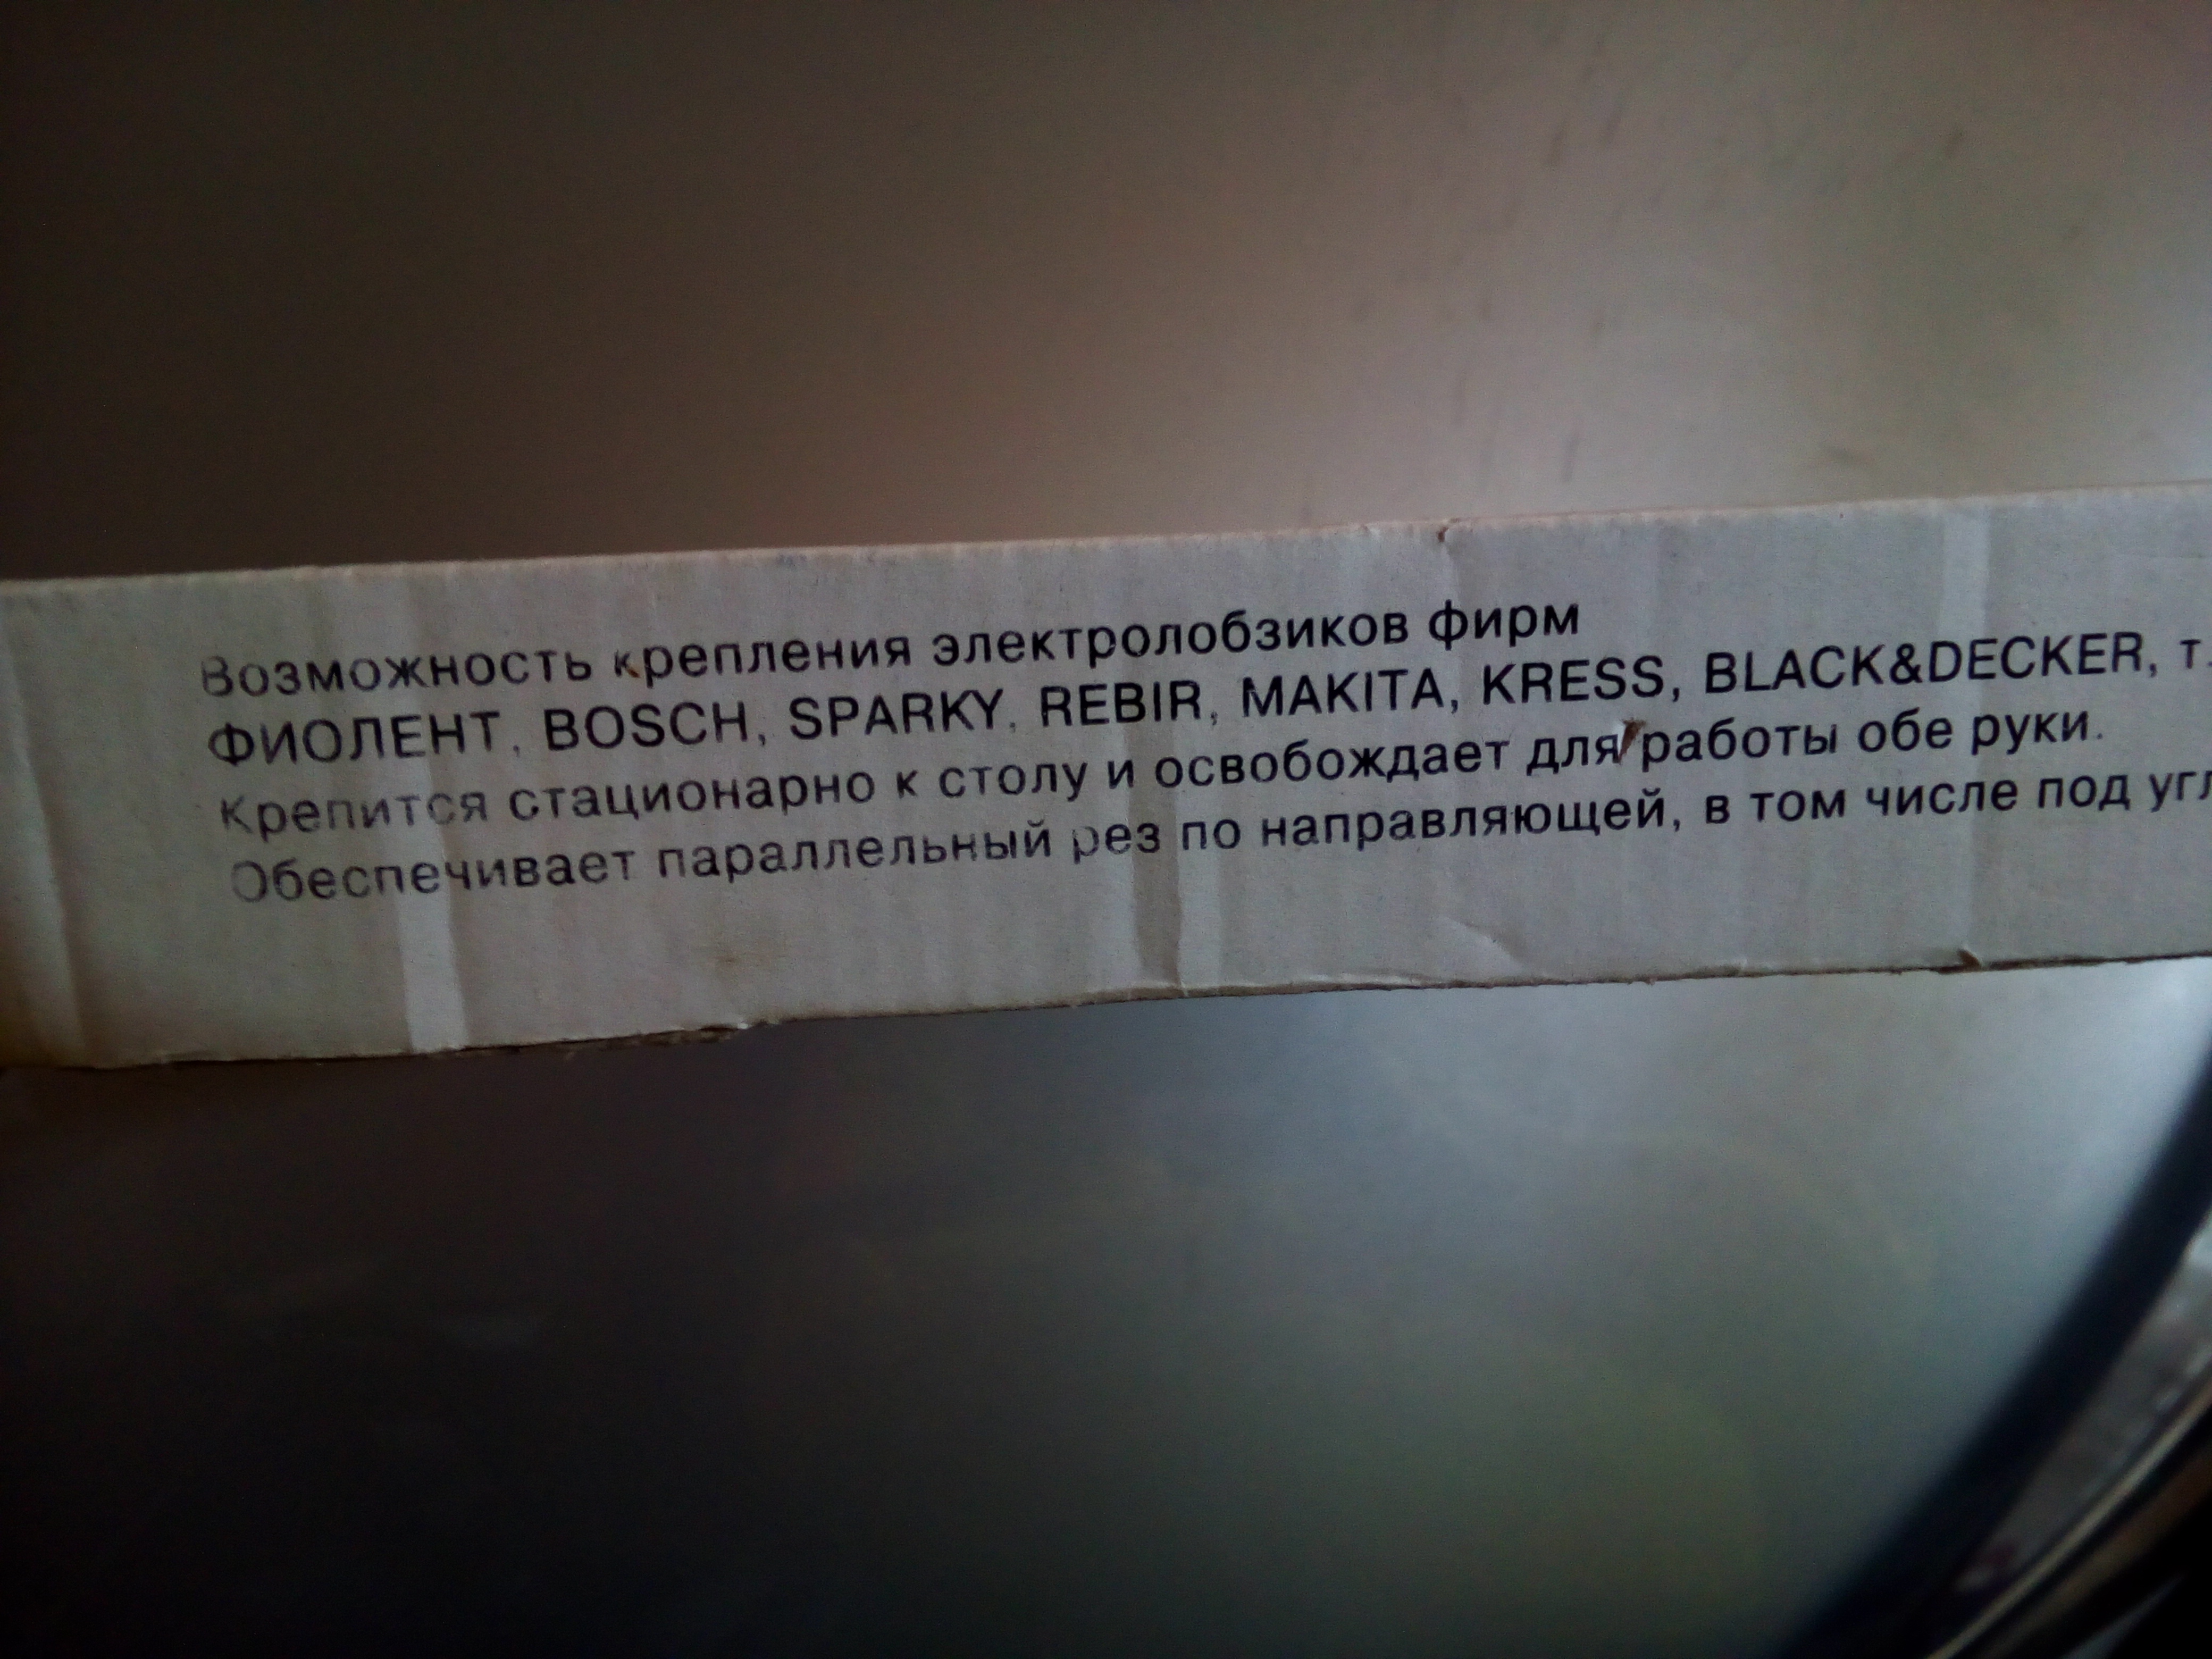 Возможность крепления электролобзиков фирм
ФИОЛЕНТ, BOSCH, SPARKY, REBIR, MAKITA, KRESS, BLACK&DECKER, т.
Крепится стационарно к столу и освобождает для работы обе руки.
Обеспечивает параллельный рез по направляющей, в том числе под угл